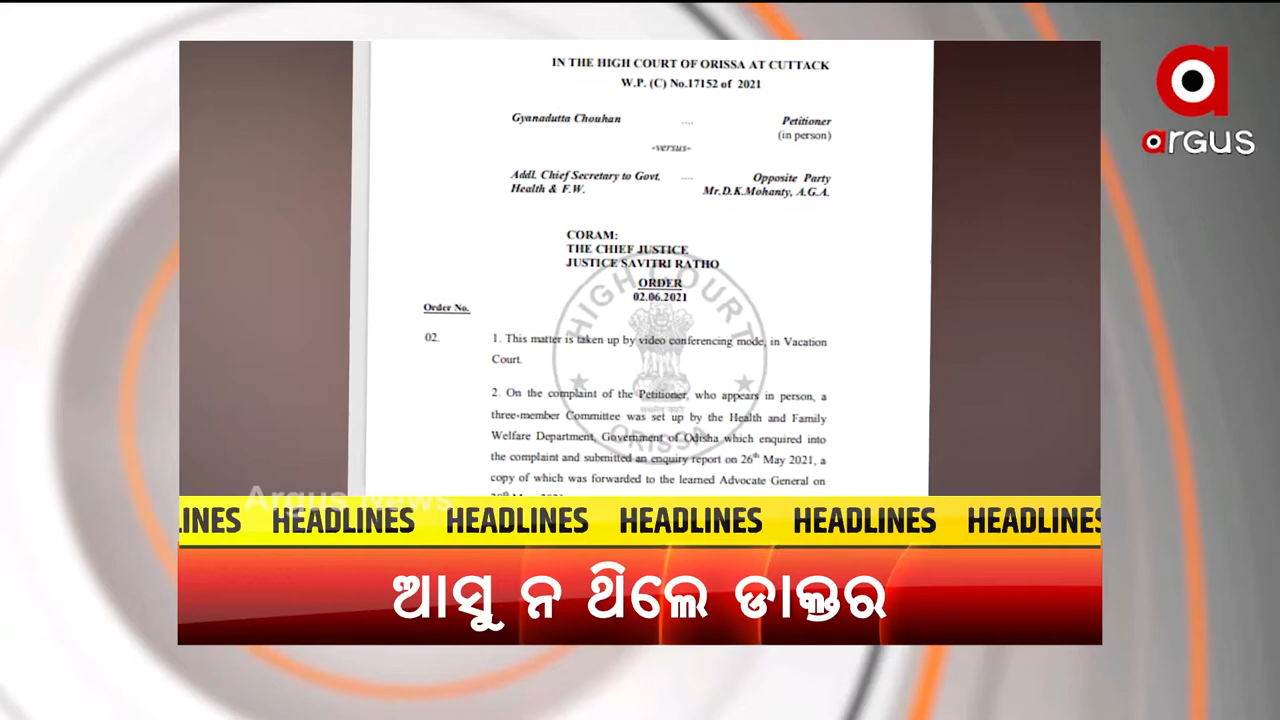 IN THE HIGH COURT OF ORISSA AT CUTTACK
W.P. (C) No.17152 of 2021
Gyanadutta Chouhan .... Petitioner
(in person)
-versus-
Addl. Chief Secretary to Govt. .... Opposite Party
Health & F.W. Mr.D.K.Mohanty, A.G.A.
CORAM:
THE CHIEF JUSTICE
JUSTICE SAVITRI RATHO
ORDER
02.06.2021
Order No.
02. 1. This matter is taken up by video conferencing mode, in Vacation
Court.
2. On the complaint of the Petitioner, who appears in person, a
three-member Committee was set up by the Health and Family
Welfare Department, Government of Odisha which enquired into
the complaint and submitted an enquiry report on 26th May 2021, a
copy of which was forwarded to the learned Advocate General on
HIGH COURT
ORISSA
argus
Argus News
LINES HEADLINES HEADLINES HEADLINES HEADLINES HEADLINES
ଆସୁ ନ ଥିଲେ ଡାକ୍ତର